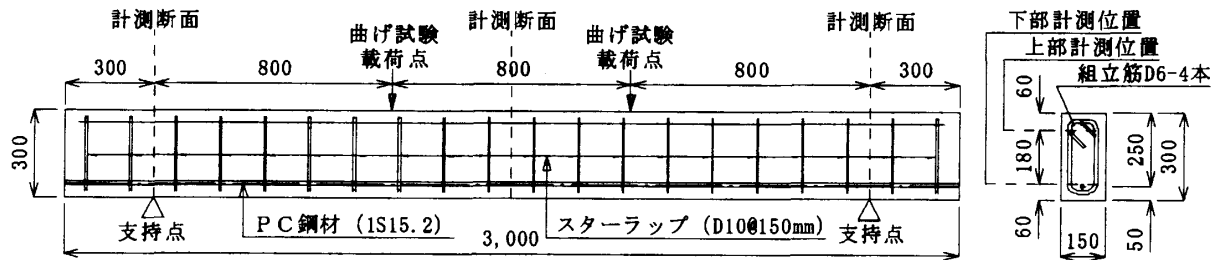 計測断面
計測断面
計測断面
下部計測位置
曲げ試験
載荷点
曲げ試験
載荷点
上部計測位置
組立筋D6-4本
300
800
800
800
300
60
300
180
250
300
支持点
PC鋼材 (1S15.2)
スターラップ (D10@150mm)
支持点
3,000
60
150
50